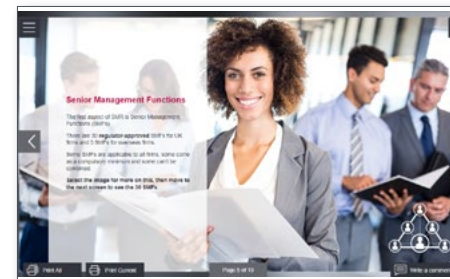 Senior Management Functions
The first aspect of SMR is Senior Management
Functions (SMFs).
There are 30 regulator-approved SMFs for UK
firms and 5 SMFs for overseas firms.
Some SMFs are applicable to all firms, some come
as a compulsory minimum and some can't be
combined.
Select the image for more on this, then move to
the next screen to see the 30 SMFs.
Print All
Print Current
Page 5 of 10
Write a comment